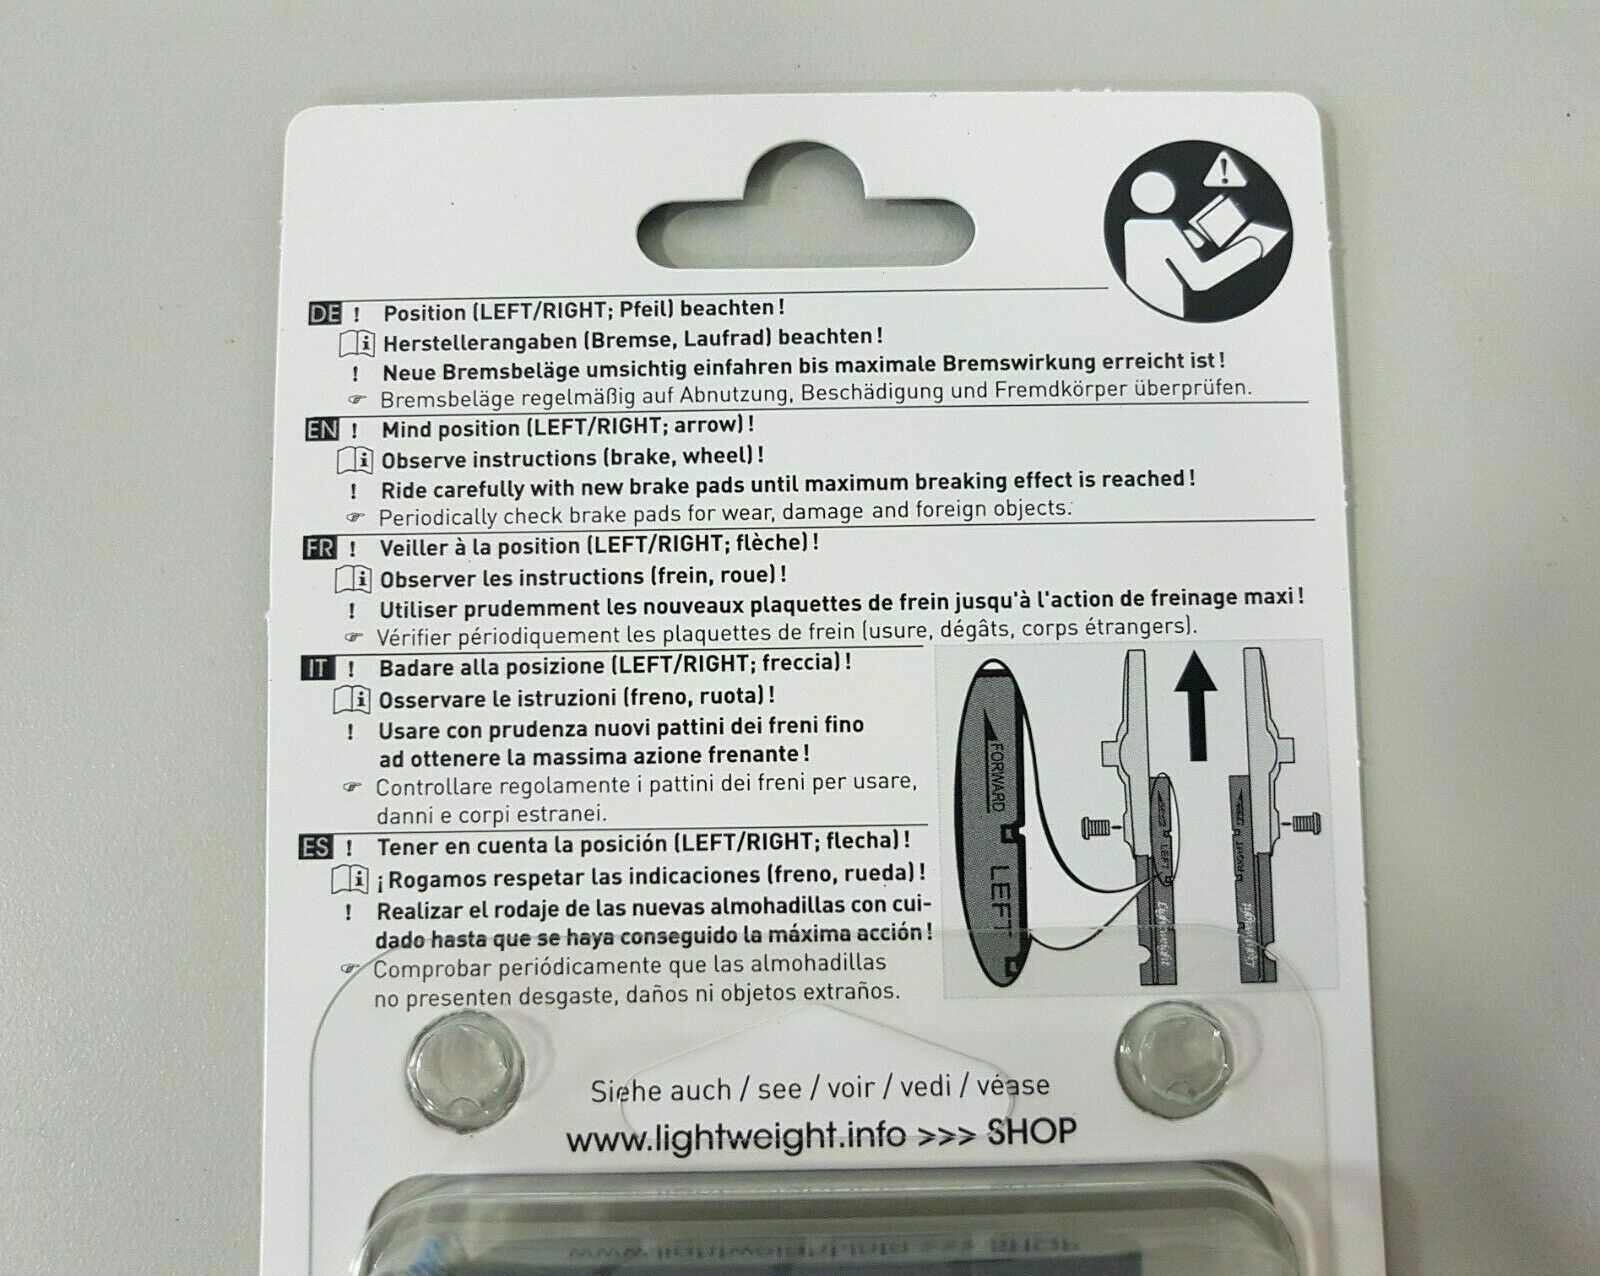 DE ! Position (LEFT/RIGHT; Pfeil) beachten!
i Herstellerangaben (Bremse, Laufrad) beachten!
! Neue Bremsbeläge umsichtig einfahren bis maximale Bremswirkung erreicht ist!
☞ Bremsbeläge regelmäßig auf Abnutzung, Beschädigung und Fremdkörper überprüfen.
EN ! Mind position (LEFT/RIGHT; arrow)!
i Observe instructions (brake, wheel)!
! Ride carefully with new brake pads until maximum breaking effect is reached!
☞ Periodically check brake pads for wear, damage and foreign objects.
FR ! Veiller à la position (LEFT/RIGHT; flèche)!
i Observer les instructions (frein, roue)!
! Utiliser prudemment les nouveaux plaquettes de frein jusqu'à l'action de freinage maxi!
☞ Vérifier périodiquement les plaquettes de frein (usure, dégâts, corps étrangers).
IT ! Badare alla posizione (LEFT/RIGHT; freccia)!
i Osservare le istruzioni (freno, ruota)!
! Usare con prudenza nuovi pattini dei freni fino
ad ottenere la massima azione frenante!
☞ Controllare regolamente i pattini dei freni per usare,
danni e corpi estranei.
ES ! Tener en cuenta la posición (LEFT/RIGHT; flecha)!
i ¡Rogamos respetar las indicaciones (freno, rueda)!
! Realizar el rodaje de las nuevas almohadillas con cui-
dado hasta que se haya conseguido la máxima acción!
☞ Comprobar periódicamente que las almohadillas
no presenten desgaste, daños ni objetos extraños.
FORWARD
LEFT
LEFT
Lightweight
RIGHT
Lightweight
Siehe auch / see / voir / vedi / véase
www.lightweight.info >>> SHOP
www.lightweight.info >>> SHOP